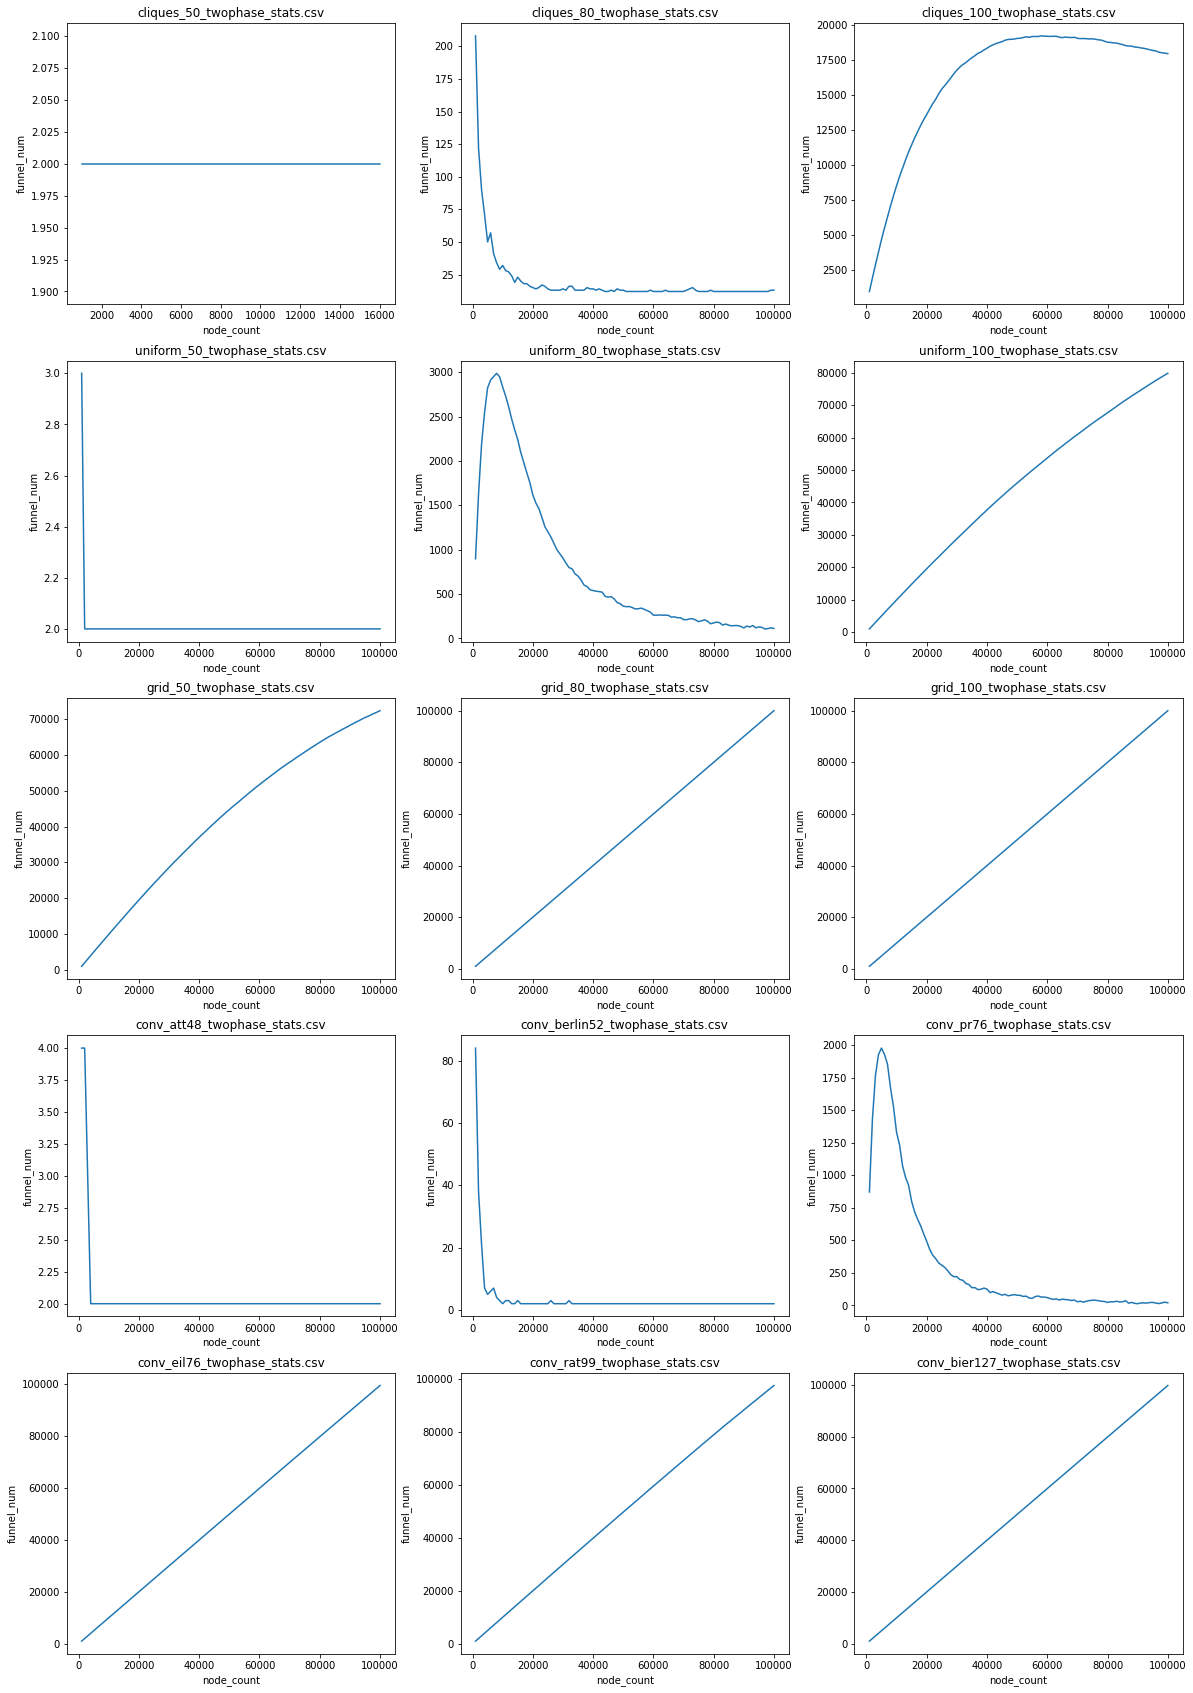 cliques_50_twophase_stats.csv
2.100
2.075
2.050
2.025
2.000
1.975
1.950
1.925
1.900
funnel_num
2000 4000 6000 8000 10000 12000 14000 16000
node_count
cliques_80_twophase_stats.csv
200
175
150
125
100
75
50
25
funnel_num
0 20000 40000 60000 80000 100000
node_count
cliques_100_twophase_stats.csv
20000
17500
15000
12500
10000
7500
5000
2500
funnel_num
0 20000 40000 60000 80000 100000
node_count
uniform_50_twophase_stats.csv
3.0
2.8
2.6
2.4
2.2
2.0
funnel_num
0 20000 40000 60000 80000 100000
node_count
uniform_80_twophase_stats.csv
3000
2500
2000
1500
1000
500
0
funnel_num
0 20000 40000 60000 80000 100000
node_count
uniform_100_twophase_stats.csv
80000
70000
60000
50000
40000
30000
20000
10000
0
funnel_num
0 20000 40000 60000 80000 100000
node_count
grid_50_twophase_stats.csv
70000
60000
50000
40000
30000
20000
10000
0
funnel_num
0 20000 40000 60000 80000 100000
node_count
grid_80_twophase_stats.csv
100000
80000
60000
40000
20000
0
funnel_num
0 20000 40000 60000 80000 100000
node_count
grid_100_twophase_stats.csv
100000
80000
60000
40000
20000
0
funnel_num
0 20000 40000 60000 80000 100000
node_count
conv_att48_twophase_stats.csv
4.00
3.75
3.50
3.25
3.00
2.75
2.50
2.25
2.00
funnel_num
0 20000 40000 60000 80000 100000
node_count
conv_berlin52_twophase_stats.csv
80
60
40
20
0
funnel_num
0 20000 40000 60000 80000 100000
node_count
conv_pr76_twophase_stats.csv
2000
1750
1500
1250
1000
750
500
250
0
funnel_num
0 20000 40000 60000 80000 100000
node_count
conv_eil76_twophase_stats.csv
100000
80000
60000
40000
20000
0
funnel_num
0 20000 40000 60000 80000 100000
node_count
conv_rat99_twophase_stats.csv
100000
80000
60000
40000
20000
0
funnel_num
0 20000 40000 60000 80000 100000
node_count
conv_bier127_twophase_stats.csv
100000
80000
60000
40000
20000
0
funnel_num
0 20000 40000 60000 80000 100000
node_count